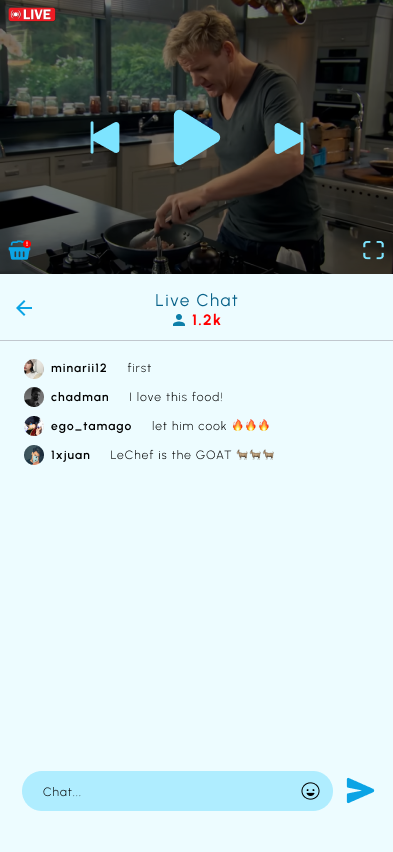 LIVE
1
Live Chat
1.2k
minarii12 first
chadman I love this food!
ego_tamago let him cook 🔥🔥🔥
1xjuan LeChef is the GOAT 🐐🐐🐐
Chat...